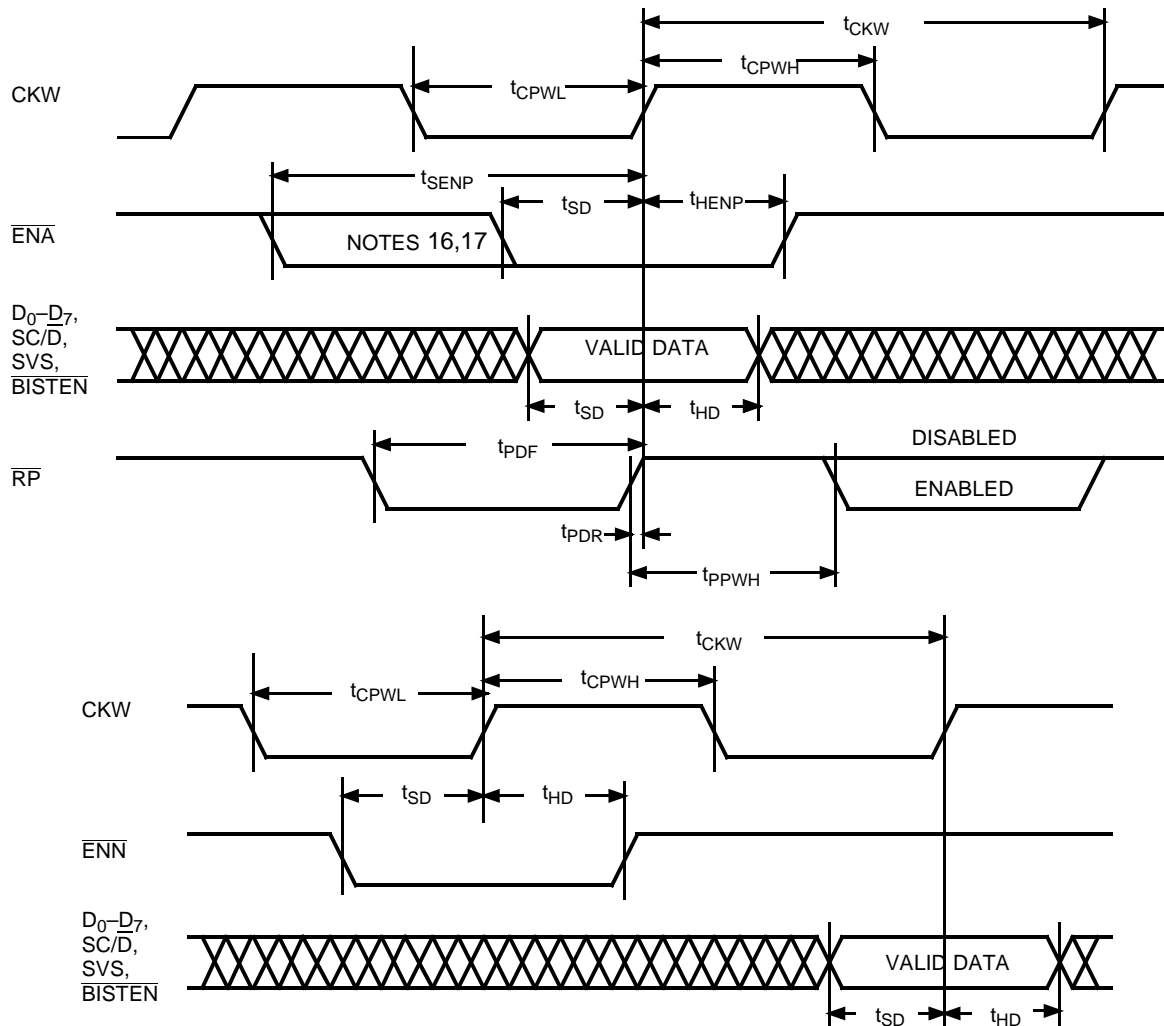 tCKW
tCPWH
CKW
tCPWL
tSENP
tSD
tHENP
ENA
NOTES 16,17
D0–D7,
SC/D,
SVS,
BISTEN
VALID DATA
tSD
tHD
tPDF
DISABLED
RP
ENABLED
tPDR
tPPWH
tCKW
CKW
tCPWL
tCPWH
tSD
tHD
ENN
D0–D7,
SC/D,
SVS,
BISTEN
VALID DATA
tSD
tHD